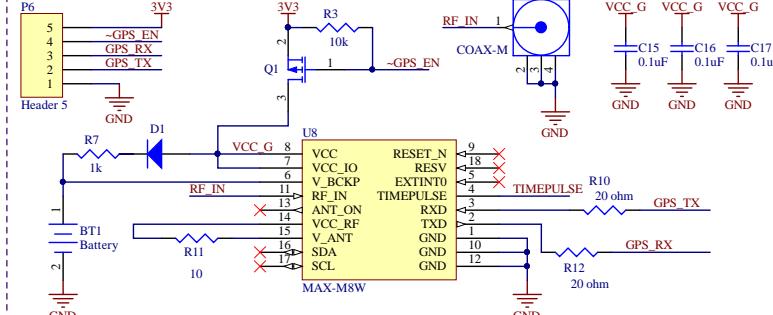 P6
5
4
3
2
1
Header 5
3V3
~GPS_EN
GPS_RX
GPS_TX
GND
3V3
R3
10k
2
Q1
1
~GPS_EN
3
RF_IN
1
COAX-M
2
3
4
GND
VCC_G
C15
0.1uF
GND
VCC_G
C16
0.1uF
GND
VCC_G
C17
GND
R7
1k
D1
VCC_G
RF_IN
1
BT1
Battery
2
R11
10
U8
8 VCC
7 VCC_IO
6 V_BCKP
11 RF_IN
13 ANT_ON
14 VCC_RF
15 V_ANT
16 SDA
17 SCL
RESET_N 9
RESV 18
EXTINT0 5
TIMEPULSE 4
RXD 3
TXD 2
GND 1
GND 10
GND 12
MAX-M8W
TIMEPULSE
R10
20 ohm
GPS_TX
GPS_RX
R12
20 ohm
GND
GND